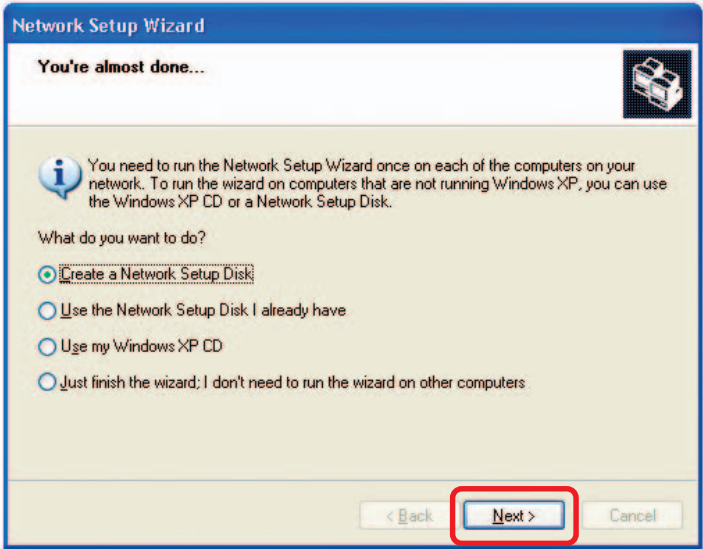 Network Setup Wizard
You're almost done...
You need to run the Network Setup Wizard once on each of the computers on your
network. To run the wizard on computers that are not running Windows XP, you can use
the Windows XP CD or a Network Setup Disk.
What do you want to do?
Create a Network Setup Disk
Use the Network Setup Disk I already have
Use my Windows XP CD
Just finish the wizard; I don't need to run the wizard on other computers
< Back Next > Cancel